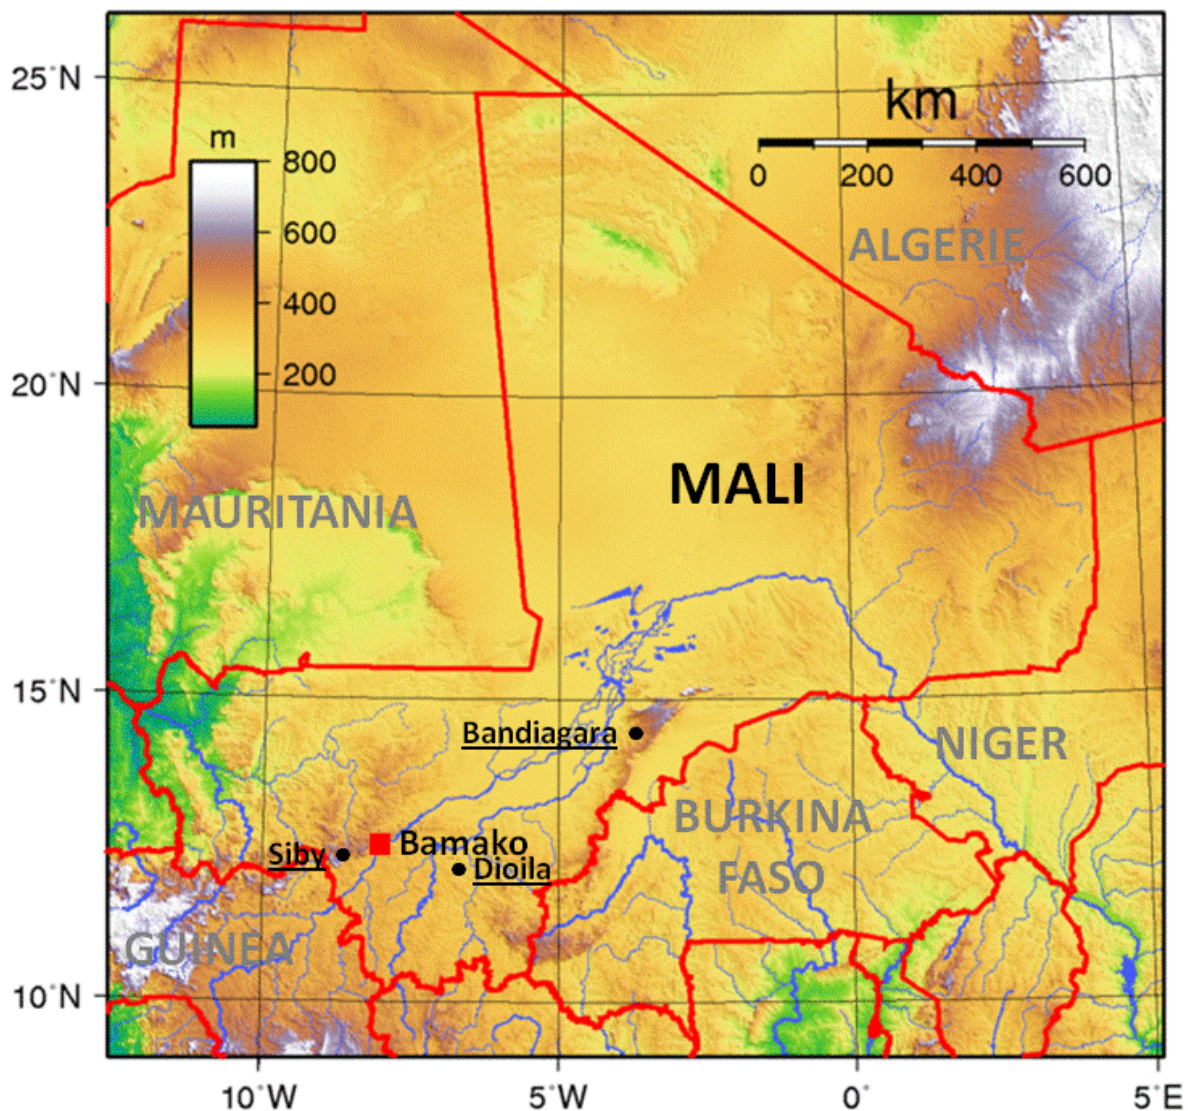 25°N
km
m
800
0
200
400
600
600
ALGERIE
400
200
20°N
MALI
MAURITANIA
15°N
Bandiagara
NIGER
BURKINA
FASO
Bamako
Siby
Dioila
GUINEA
10°N
10°W
5°W
0°
5°E